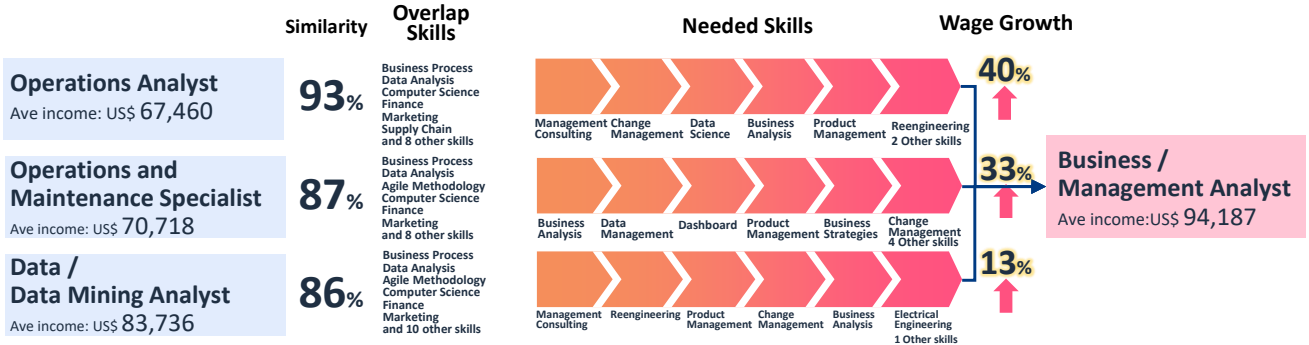 Similarity
Overlap
Skills
Needed Skills
Wage Growth
Operations Analyst
Ave income: US$ 67,460
93%
Business Process
Data Analysis
Computer Science
Finance
Marketing
Supply Chain
and 8 other skills
Management
Consulting
Change
Management
Data
Science
Business
Analysis
Product
Management
Reengineering
2 Other skills
40%
Operations and
Maintenance Specialist
Ave income: US$ 70,718
87%
Business Process
Data Analysis
Agile Methodology
Computer Science
Finance
Marketing
and 8 other skills
Business
Analysis
Data
Management
Dashboard
Product
Management
Business
Strategies
Change
Management
4 Other skills
33%
Data /
Data Mining Analyst
Ave income: US$ 83,736
86%
Business Process
Data Analysis
Agile Methodology
Computer Science
Finance
Marketing
and 10 other skills
Management
Consulting
Reengineering
Product
Management
Change
Management
Business
Analysis
Electrical
Engineering
1 Other skills
13%
Business /
Management Analyst
Ave income:US$ 94,187